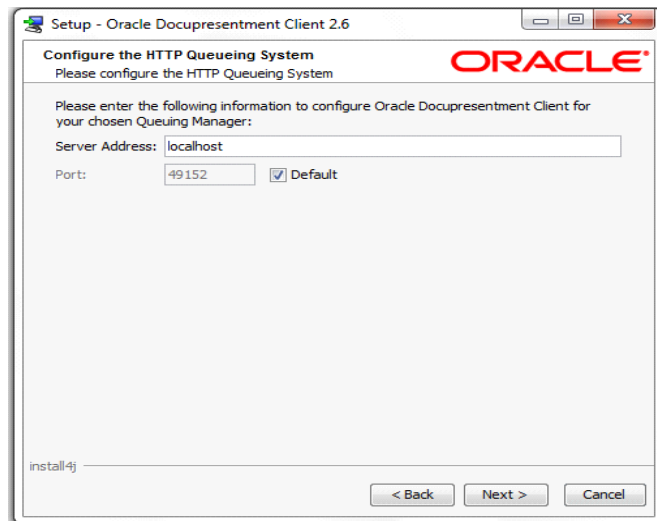 Setup - Oracle Docupresentment Client 2.6
Configure the HTTP Queueing System
Please configure the HTTP Queueing System
ORACLE®
Please enter the following information to configure Oracle Docupresentment Client for
your chosen Queuing Manager:
Server Address: localhost
Port: 49152 Default
install4j
< Back Next > Cancel